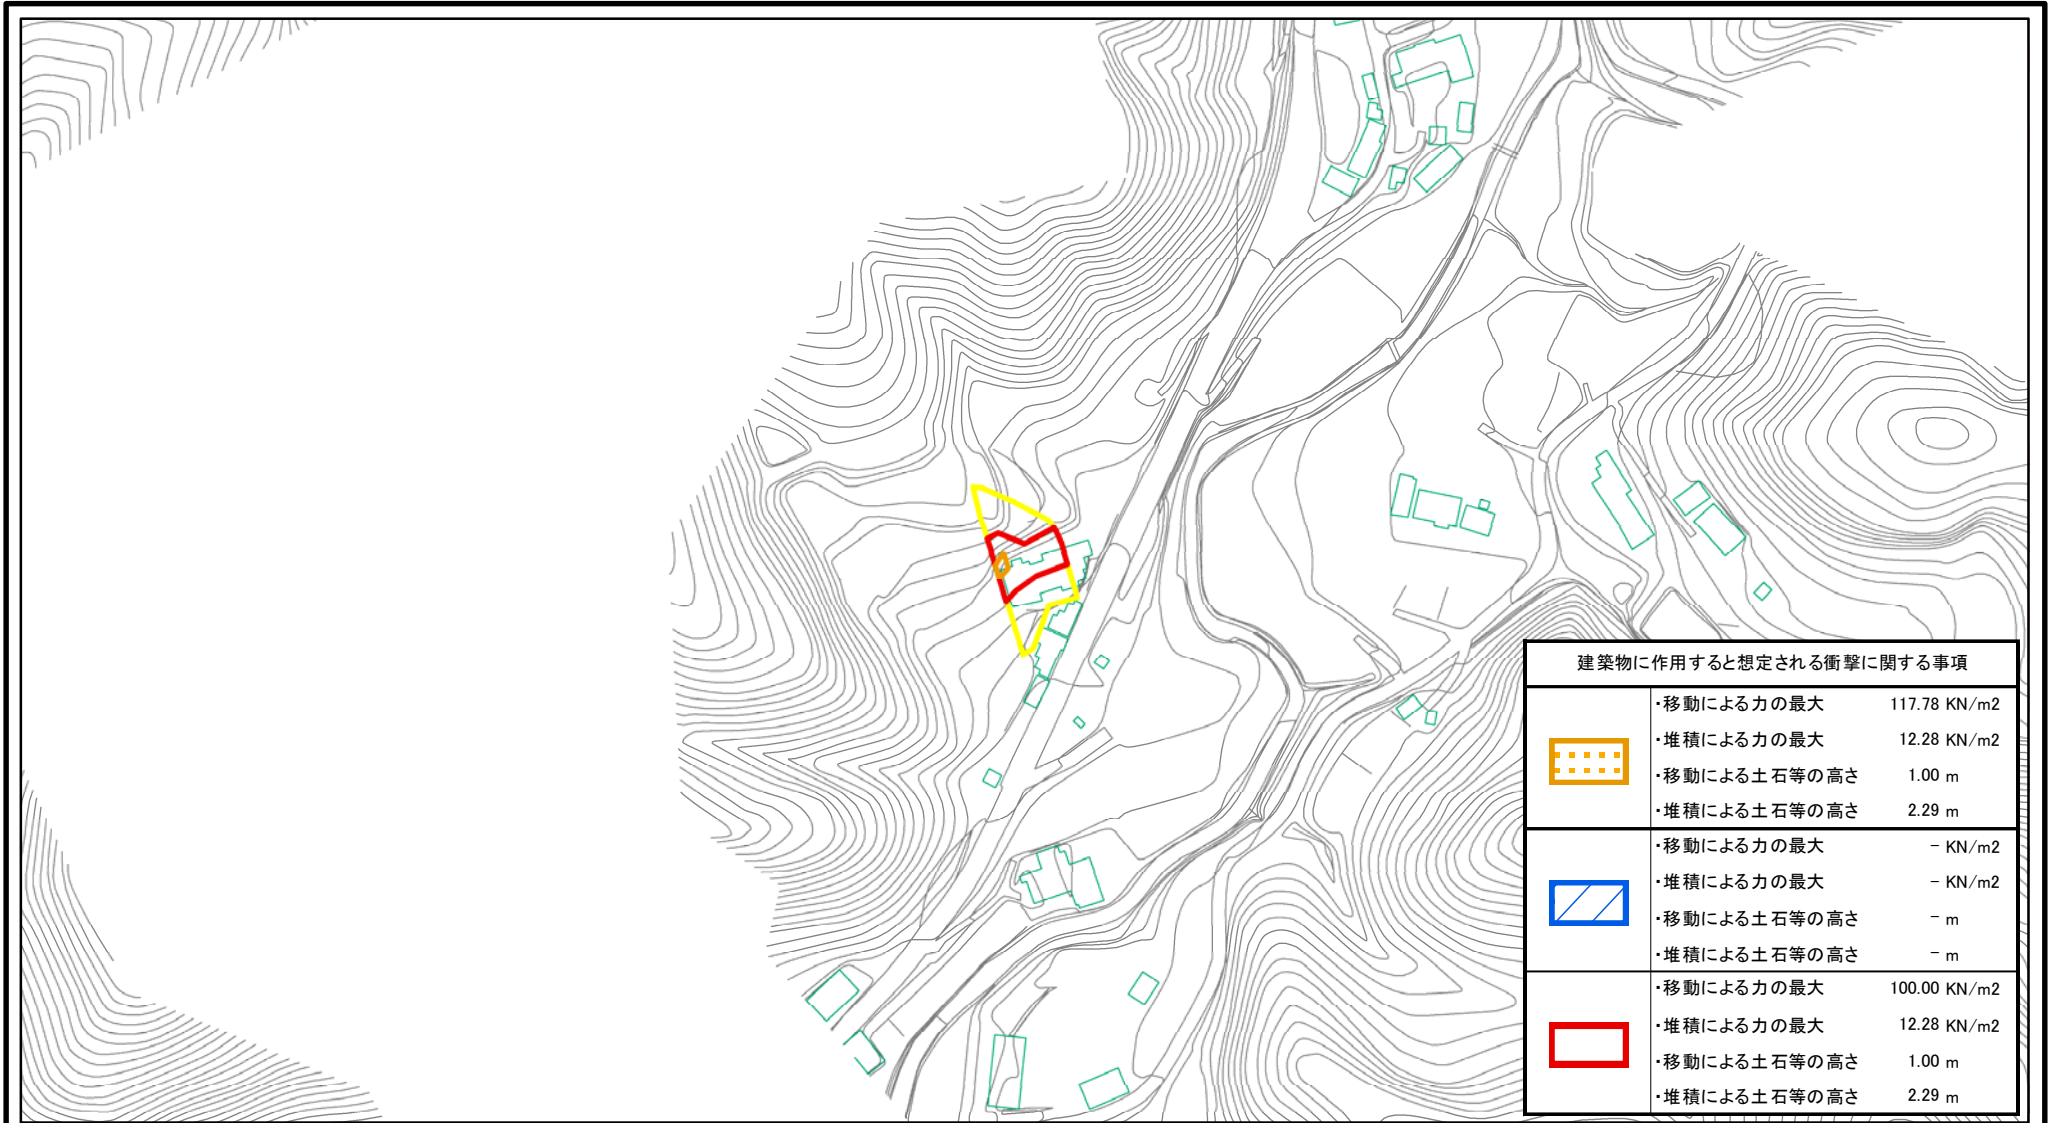 建築物に作用すると想定される衝撃に関する事項
・移動による力の最大 117.78 KN/m2
・堆積による力の最大 12.28 KN/m2
・移動による土石等の高さ 1.00 m
・堆積による土石等の高さ 2.29 m
・移動による力の最大 － KN/m2
・堆積による力の最大 － KN/m2
・移動による土石等の高さ － m
・堆積による土石等の高さ － m
・移動による力の最大 100.00 KN/m2
・堆積による力の最大 12.28 KN/m2
・移動による土石等の高さ 1.00 m
・堆積による土石等の高さ 2.29 m